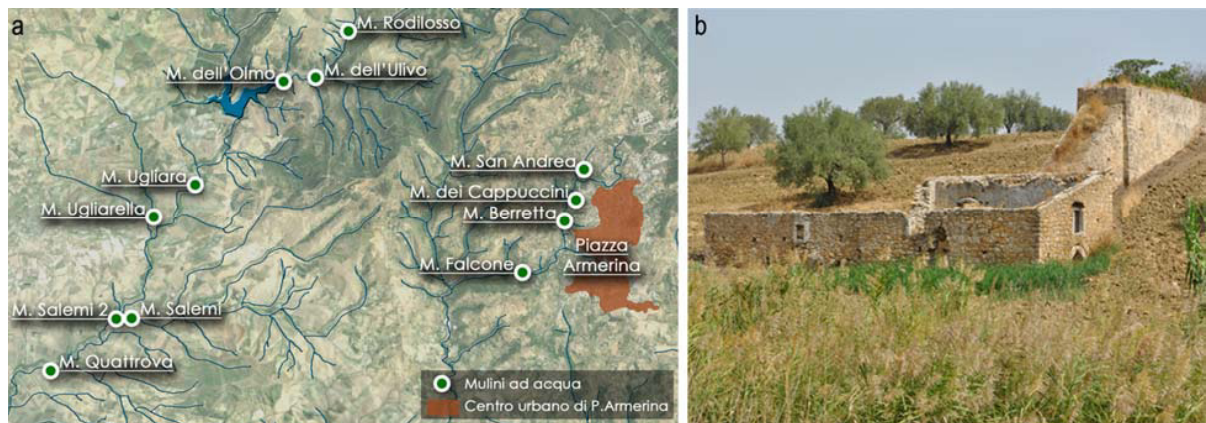 a
M. Rodilosso
M. dell'Olmo
M. dell'Ulivo
M. San Andrea
M. Ugliara
M. dei Cappuccini
M. Ugliarella
M. Berretta
Piazza
Armerina
M. Falcone
M. Salemi 2
M. Salemi
M. Quattrova
Mulini ad acqua
Centro urbano di P.Armerina
b